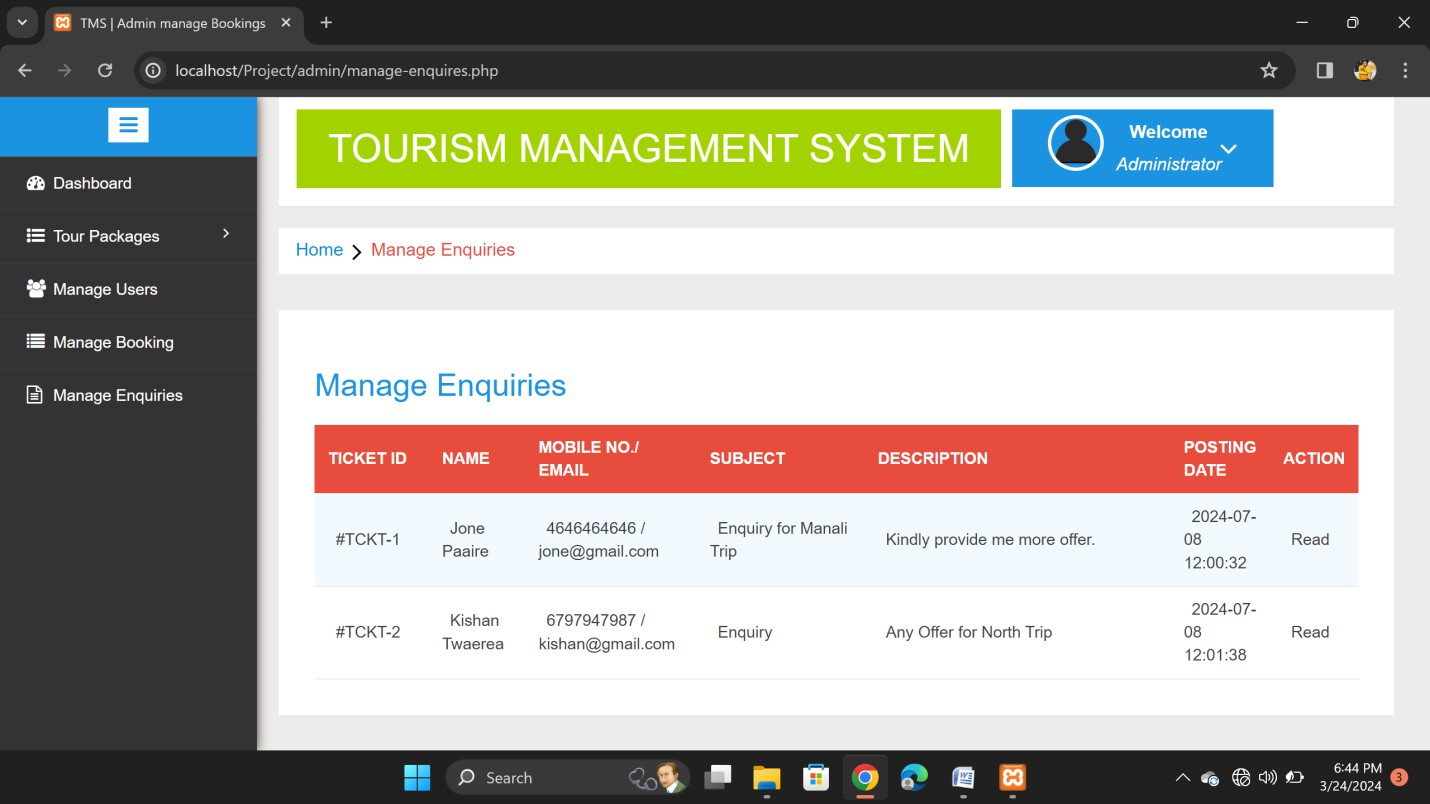 TMS | Admin manage Bookings
localhost/Project/admin/manage-enquires.php
TOURISM MANAGEMENT SYSTEM
Welcome
Administrator
Dashboard
Tour Packages
Manage Users
Manage Booking
Manage Enquiries
Home
Manage Enquiries
Manage Enquiries
TICKET ID NAME MOBILE NO./ SUBJECT DESCRIPTION POSTING ACTION
EMAIL DATE
#TCKT-1 Jone 4646464646 / Enquiry for Manali Kindly provide me more offer. 2024-07- Read
Paaire jone@gmail.com Trip 08
12:00:32
#TCKT-2 Kishan 6797947987 / Enquiry Any Offer for North Trip 2024-07- Read
Twaerea kishan@gmail.com 08
12:01:38
Search
6:44 PM
3/24/2024
3